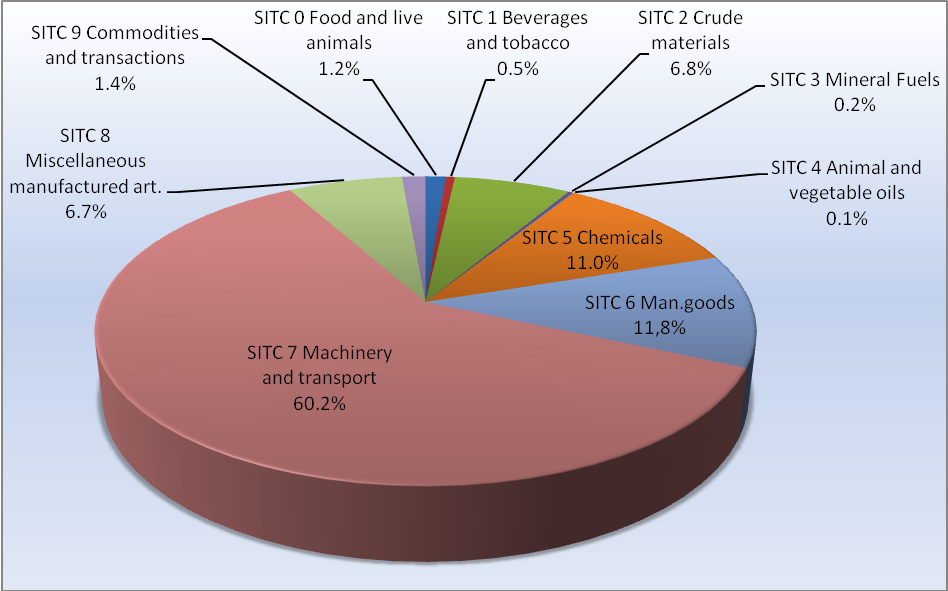 SITC 9 Commodities
and transactions
1.4%
SITC 0 Food and live
animals
1.2%
SITC 1 Beverages
and tobacco
0.5%
SITC 2 Crude
materials
6.8%
SITC 3 Mineral Fuels
0.2%
SITC 8
Miscellaneous
manufactured art.
6.7%
SITC 4 Animal and
vegetable oils
0.1%
SITC 5 Chemicals
11.0%
SITC 6 Man.goods
11,8%
SITC 7 Machinery
and transport
60.2%